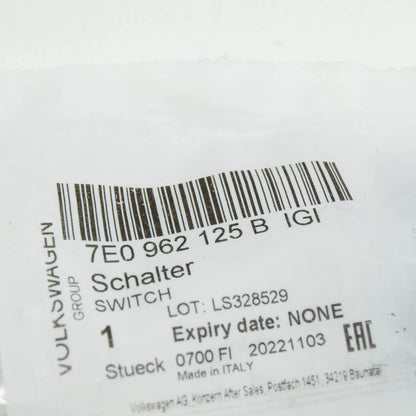 VOLKSWAGEN
GROUP
7E0 962 125 B IGI
Schalter
SWITCH
LOT: LS328529
1
Expiry date: NONE
Stueck 0700 FI 20221103
EAC
Made in ITALY
Volkswagen AG, Konzern After Sales, Postfach 1451, 34219 Baunatal